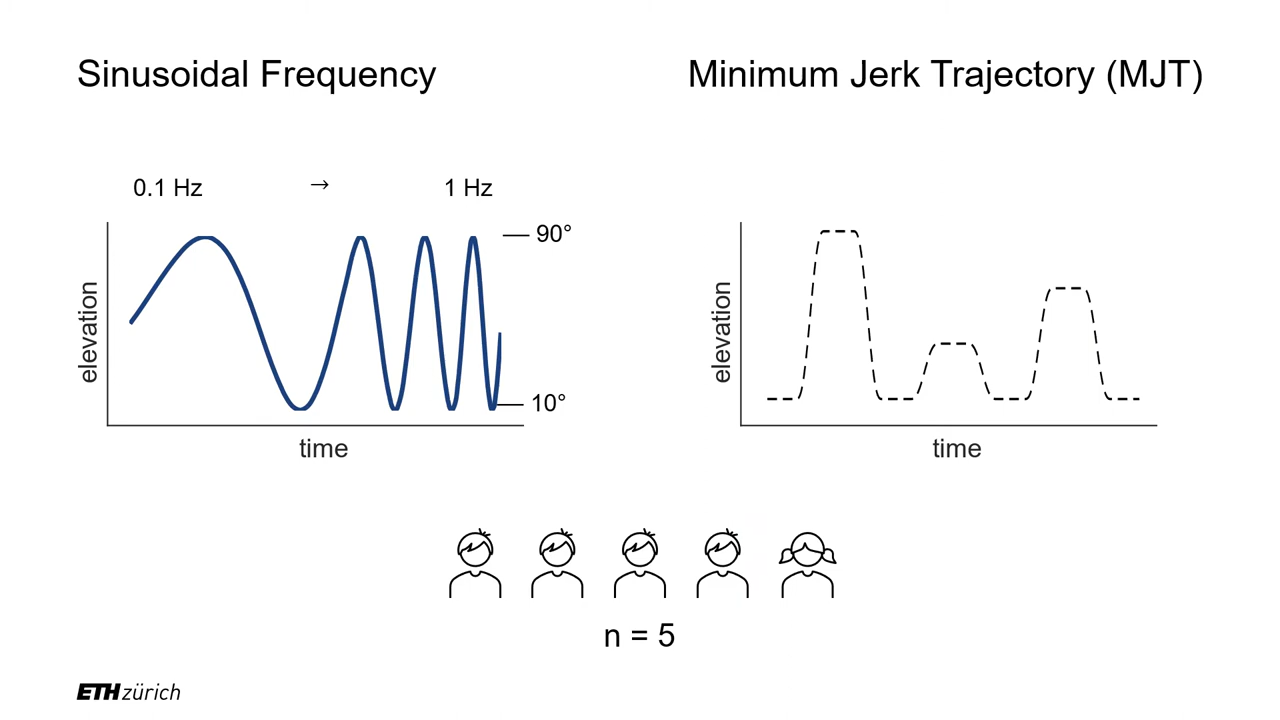 Sinusoidal Frequency
Minimum Jerk Trajectory (MJT)
0.1 Hz → 1 Hz
90°
10°
elevation
time
elevation
time
n = 5
ETH zürich